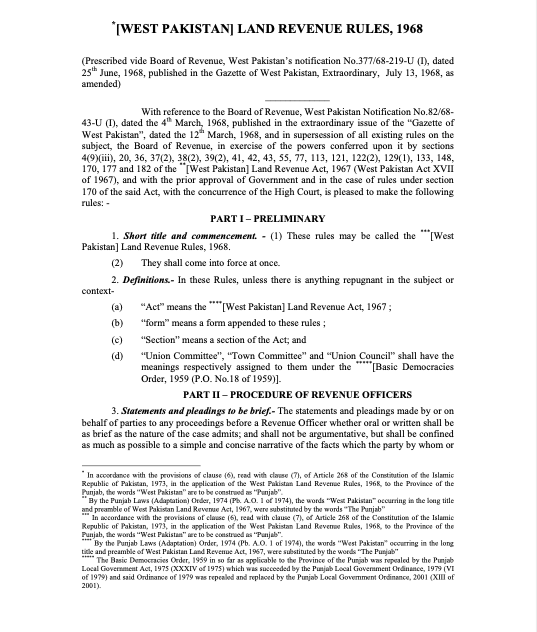 *[WEST PAKISTAN] LAND REVENUE RULES, 1968
(Prescribed vide Board of Revenue, West Pakistan's notification No.377/68-219-U (I), dated
25th June, 1968, published in the Gazette of West Pakistan, Extraordinary, July 13, 1968, as
amended)
With reference to the Board of Revenue, West Pakistan Notification No.82/68-
43-U (I), dated the 4th March, 1968, published in the extraordinary issue of the "Gazette of
West Pakistan", dated the 12th March, 1968, and in supersession of all existing rules on the
subject, the Board of Revenue, in exercise of the powers conferred upon it by sections
4(9)(iii), 20, 36, 37(2), 38(2), 39(2), 41, 42, 43, 55, 77, 113, 121, 122(2), 129(1), 133, 148,
170, 177 and 182 of the **[West Pakistan] Land Revenue Act, 1967 (West Pakistan Act XVII
of 1967), and with the prior approval of Government and in the case of rules under section
170 of the said Act, with the concurrence of the High Court, is pleased to make the following
rules: -
PART I – PRELIMINARY
1. Short title and commencement. - (1) These rules may be called the ***[West
Pakistan] Land Revenue Rules, 1968.
(2) They shall come into force at once.
2. Definitions.- In these Rules, unless there is anything repugnant in the subject or
context-
(a) "Act" means the ****[West Pakistan] Land Revenue Act, 1967 ;
(b) "form" means a form appended to these rules ;
(c) "Section" means a section of the Act; and
(d) "Union Committee", "Town Committee" and "Union Council" shall have the
meanings respectively assigned to them under the *****[Basic Democracies
Order, 1959 (P.O. No.18 of 1959)].
PART II – PROCEDURE OF REVENUE OFFICERS
3. Statements and pleadings to be brief.- The statements and pleadings made by or on
behalf of parties to any proceedings before a Revenue Officer whether oral or written shall be
as brief as the nature of the case admits; and shall not be argumentative, but shall be confined
as much as possible to a simple and concise narrative of the facts which the party by whom or
* In accordance with the provisions of clause (6), read with clause (7), of Article 268 of the Constitution of the Islamic
Republic of Pakistan, 1973, in the application of the West Pakistan Land Revenue Rules, 1968, to the Province of the
Punjab, the words "West Pakistan" are to be construed as "Punjab".
** By the Punjab Laws (Adaptation) Order, 1974 (Pb. A.O. 1 of 1974), the words "West Pakistan" occurring in the long title
and preamble of West Pakistan Land Revenue Act, 1967, were substituted by the words "The Punjab"
*** In accordance with the provisions of clause (6), read with clause (7), of Article 268 of the Constitution of the Islamic
Republic of Pakistan, 1973, in the application of the West Pakistan Land Revenue Rules, 1968, to the Province of the
Punjab, the words "West Pakistan" are to be construed as "Punjab".
**** By the Punjab Laws (Adaptation) Order, 1974 (Pb. A.O. 1 of 1974), the words "West Pakistan" occurring in the long
title and preamble of West Pakistan Land Revenue Act, 1967, were substituted by the words "The Punjab"
***** The Basic Democracies Order, 1959 in so far as applicable to the Province of the Punjab was repealed by the Punjab
Local Government Act, 1975 (XXXIV of 1975) which was succeeded by the Punjab Local Government Ordinance, 1979 (VI
of 1979) and said Ordinance of 1979 was repealed and replaced by the Punjab Local Government Ordinance, 2001 (XIII of
2001).